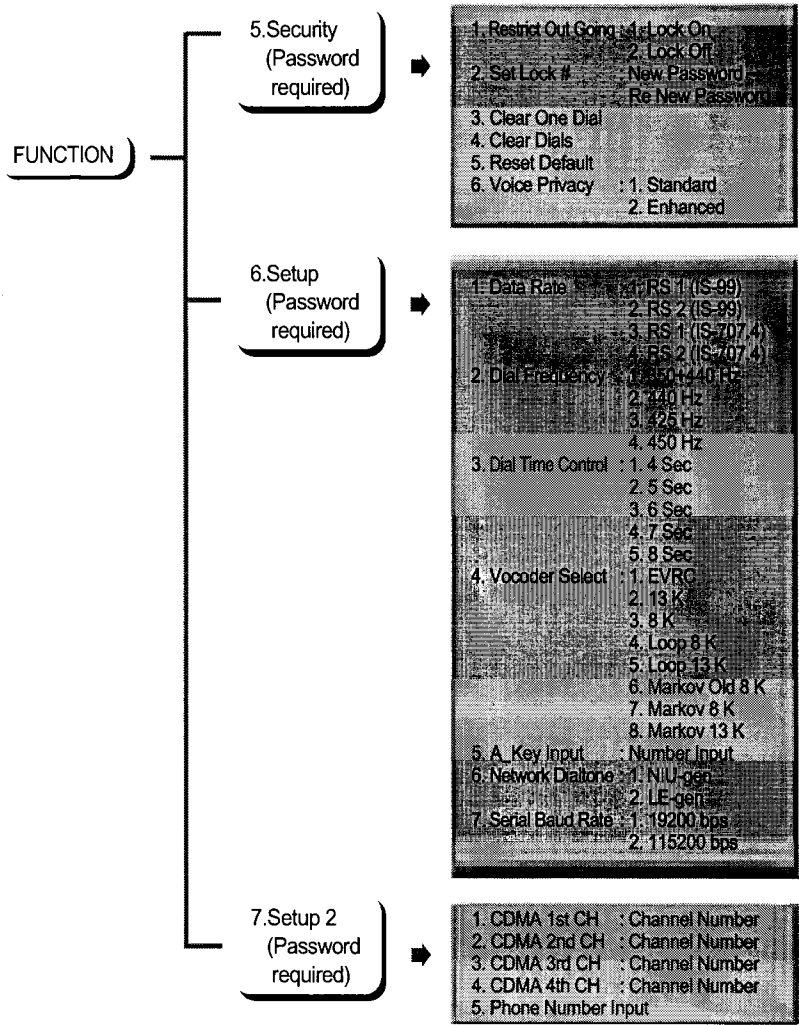 FUNCTION
5.Security
(Password
required)
1. Restrict Out Going : 1. Lock On
2. Lock Off
2. Set Lock # New Password
Re New Password
3. Clear One Dial
4. Clear Dials
5. Reset Default
6. Voice Privacy : 1. Standard
2. Enhanced
6.Setup
(Password
required)
1. Data Rate : 1. RS 1 (IS-99)
2. RS 2 (IS-99)
3. RS 1 (IS-707.4)
4. RS 2 (IS-707.4)
2. Dial Frequency : 1. 350+440 Hz
2. 440 Hz
3. 425 Hz
4. 450 Hz
3. Dial Time Control : 1. 4 Sec
2. 5 Sec
3. 6 Sec
4. 7 Sec
5. 8 Sec
4. Vocoder Select : 1. EVRC
2. 13 K
3. 8 K
4. Loop 8 K
5. Loop 13 K
6. Markov Old 8 K
7. Markov 8 K
8. Markov 13 K
5. A_Key Input : Number Input
6. Network Dialtone : 1. NIU-gen
2. LE-gen
7. Serial Baud Rate : 1. 19200 bps
2. 115200 bps
7.Setup 2
(Password
required)
1. CDMA 1st CH : Channel Number
2. CDMA 2nd CH : Channel Number
3. CDMA 3rd CH : Channel Number
4. CDMA 4th CH : Channel Number
5. Phone Number Input